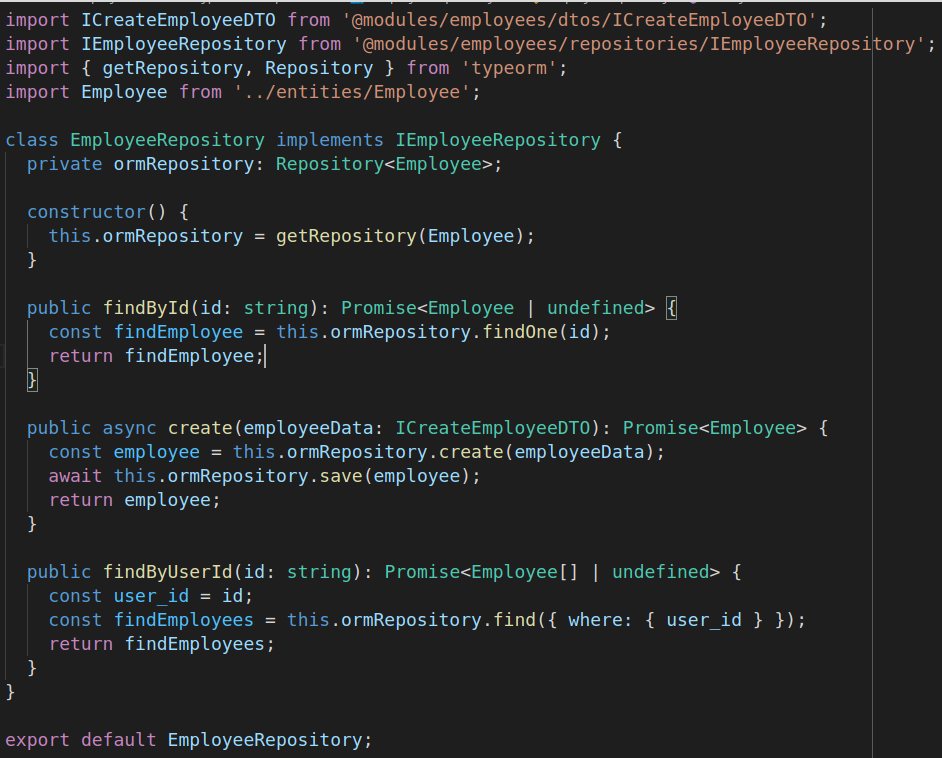 import ICreateEmployeeDTO from '@modules/employees/dtos/ICreateEmployeeDTO';
import IEmployeeRepository from '@modules/employees/repositories/IEmployeeRepository';
import { getRepository, Repository } from 'typeorm';
import Employee from '../entities/Employee';
class EmployeeRepository implements IEmployeeRepository {
private ormRepository: Repository<Employee>;
constructor() {
this.ormRepository = getRepository(Employee);
}
public findById(id: string): Promise<Employee | undefined> {
const findEmployee = this.ormRepository.findOne(id);
return findEmployee;
}
public async create(employeeData: ICreateEmployeeDTO): Promise<Employee> {
const employee = this.ormRepository.create(employeeData);
await this.ormRepository.save(employee);
return employee;
}
public findByUserId(id: string): Promise<Employee[] | undefined> {
const user_id = id;
const findEmployees = this.ormRepository.find({ where: { user_id } });
return findEmployees;
}
}
export default EmployeeRepository;